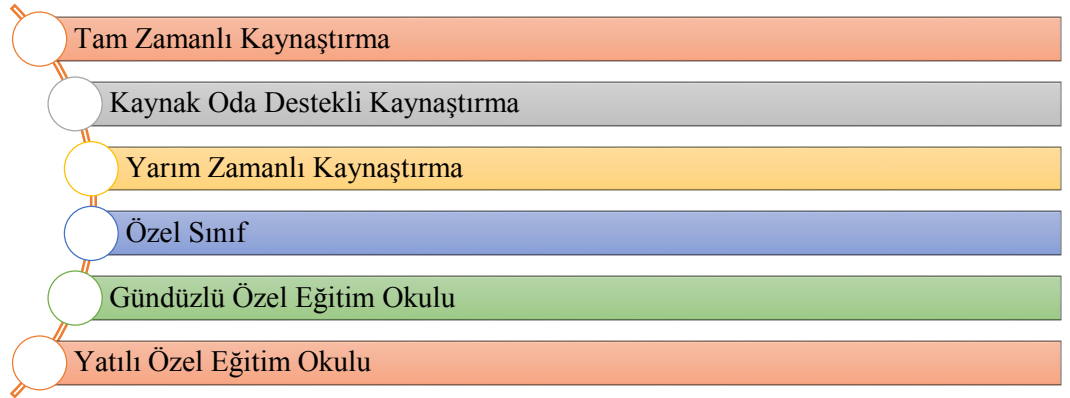 Tam Zamanlı Kaynaştırma
Kaynak Oda Destekli Kaynaştırma
Yarım Zamanlı Kaynaştırma
Özel Sınıf
Gündüzlü Özel Eğitim Okulu
Yatılı Özel Eğitim Okulu